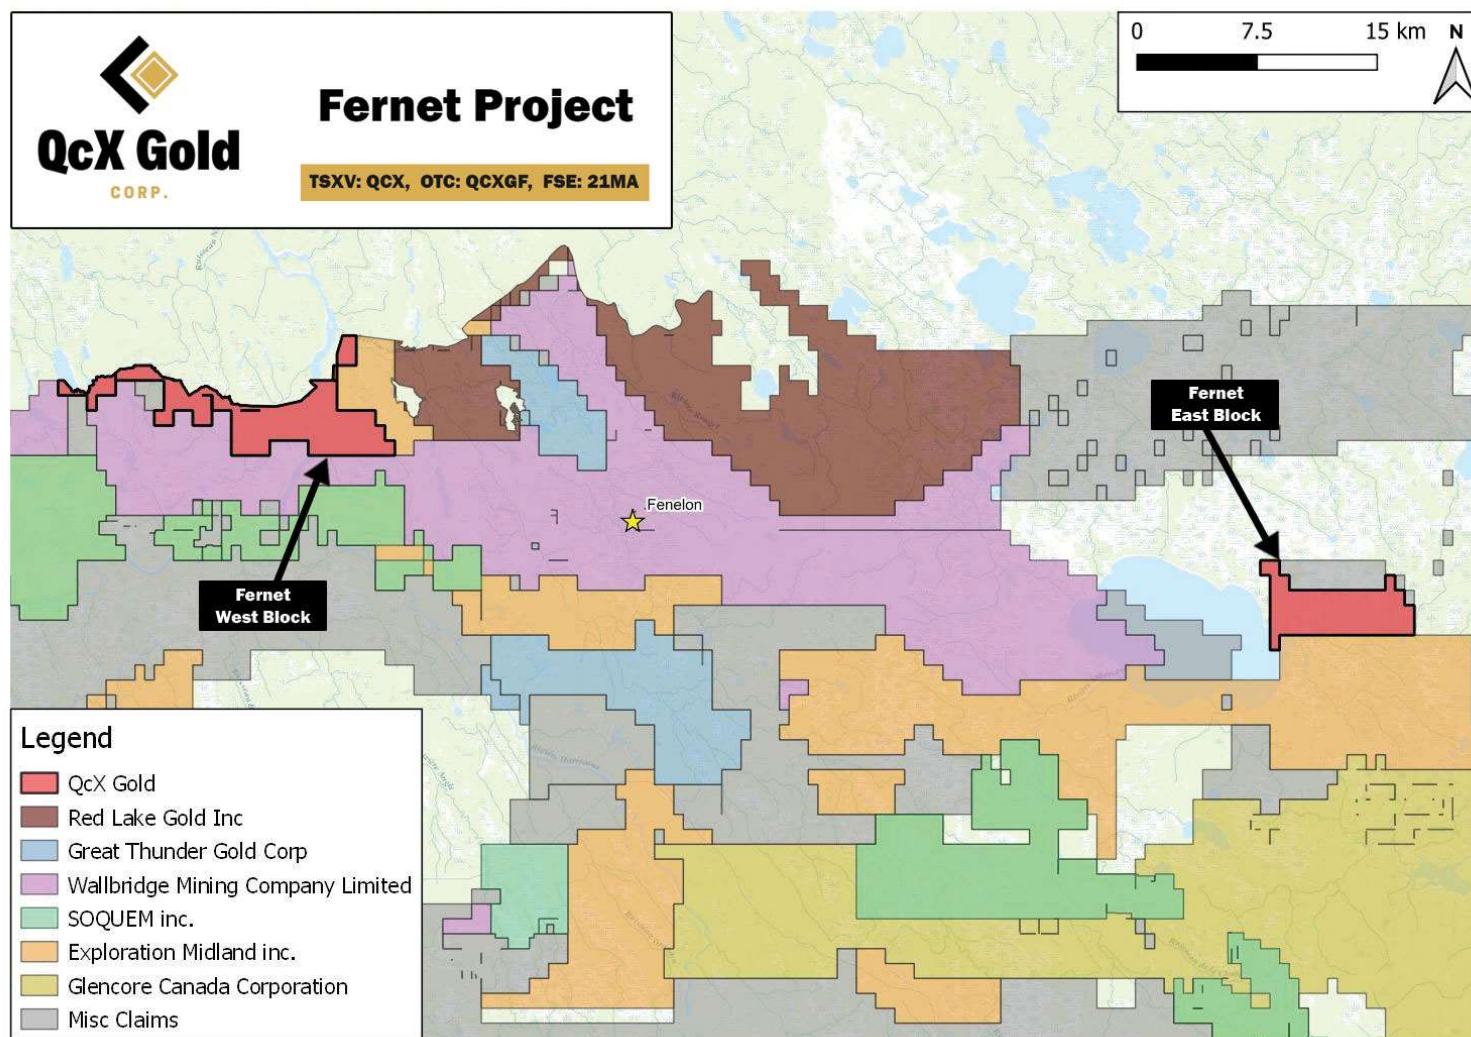 QcX Gold
CORP.
Fernet Project
TSXV: QCX, OTC: QCXGF, FSE: 21MA
0 7.5 15 km N
Fernet
East Block
Fenelon
Fernet
West Block
Legend
QcX Gold
Red Lake Gold Inc
Great Thunder Gold Corp
Wallbridge Mining Company Limited
SOQUEM inc.
Exploration Midland inc.
Glencore Canada Corporation
Misc Claims